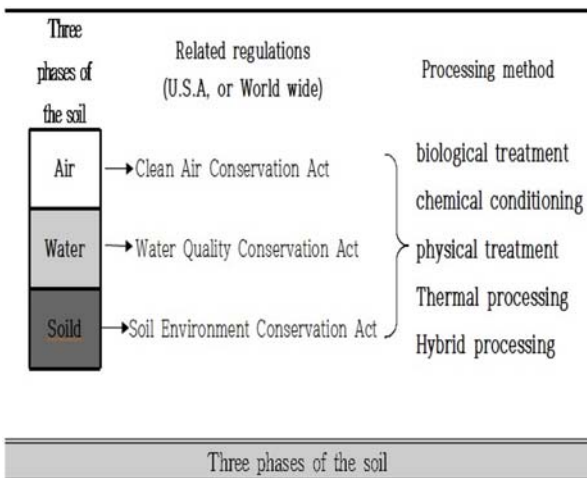 Three
phases of
the soil
Related regulations
(U.S.A, or World wide)
Processing method
Air
Clean Air Conservation Act
Water
Water Quality Conservation Act
Soild
Soil Environment Conservation Act
biological treatment
chemical conditioning
physical treatment
Thermal processing
Hybrid processing
Three phases of the soil